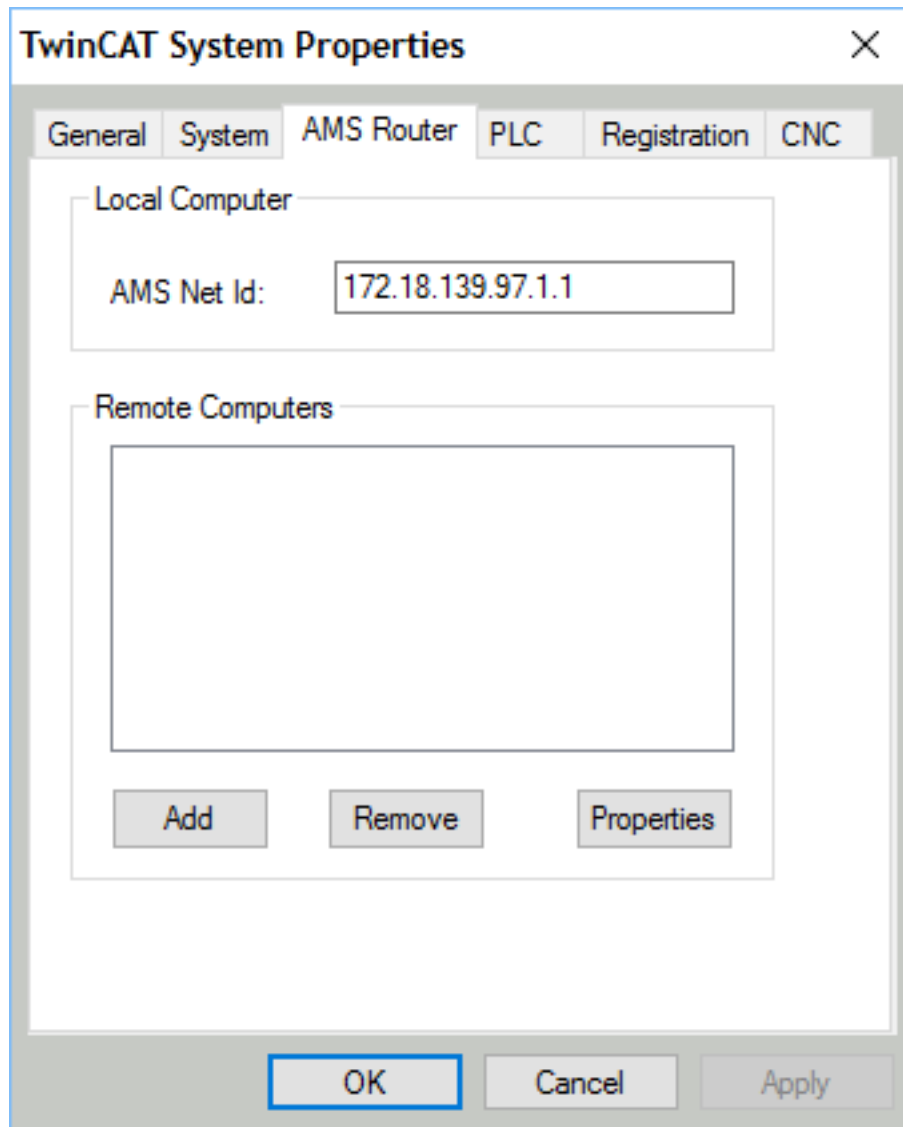 TwinCAT System Properties
General System AMS Router PLC Registration CNC
Local Computer
AMS Net Id: 172.18.139.97.1.1
Remote Computers
Add Remove Properties
OK Cancel Apply